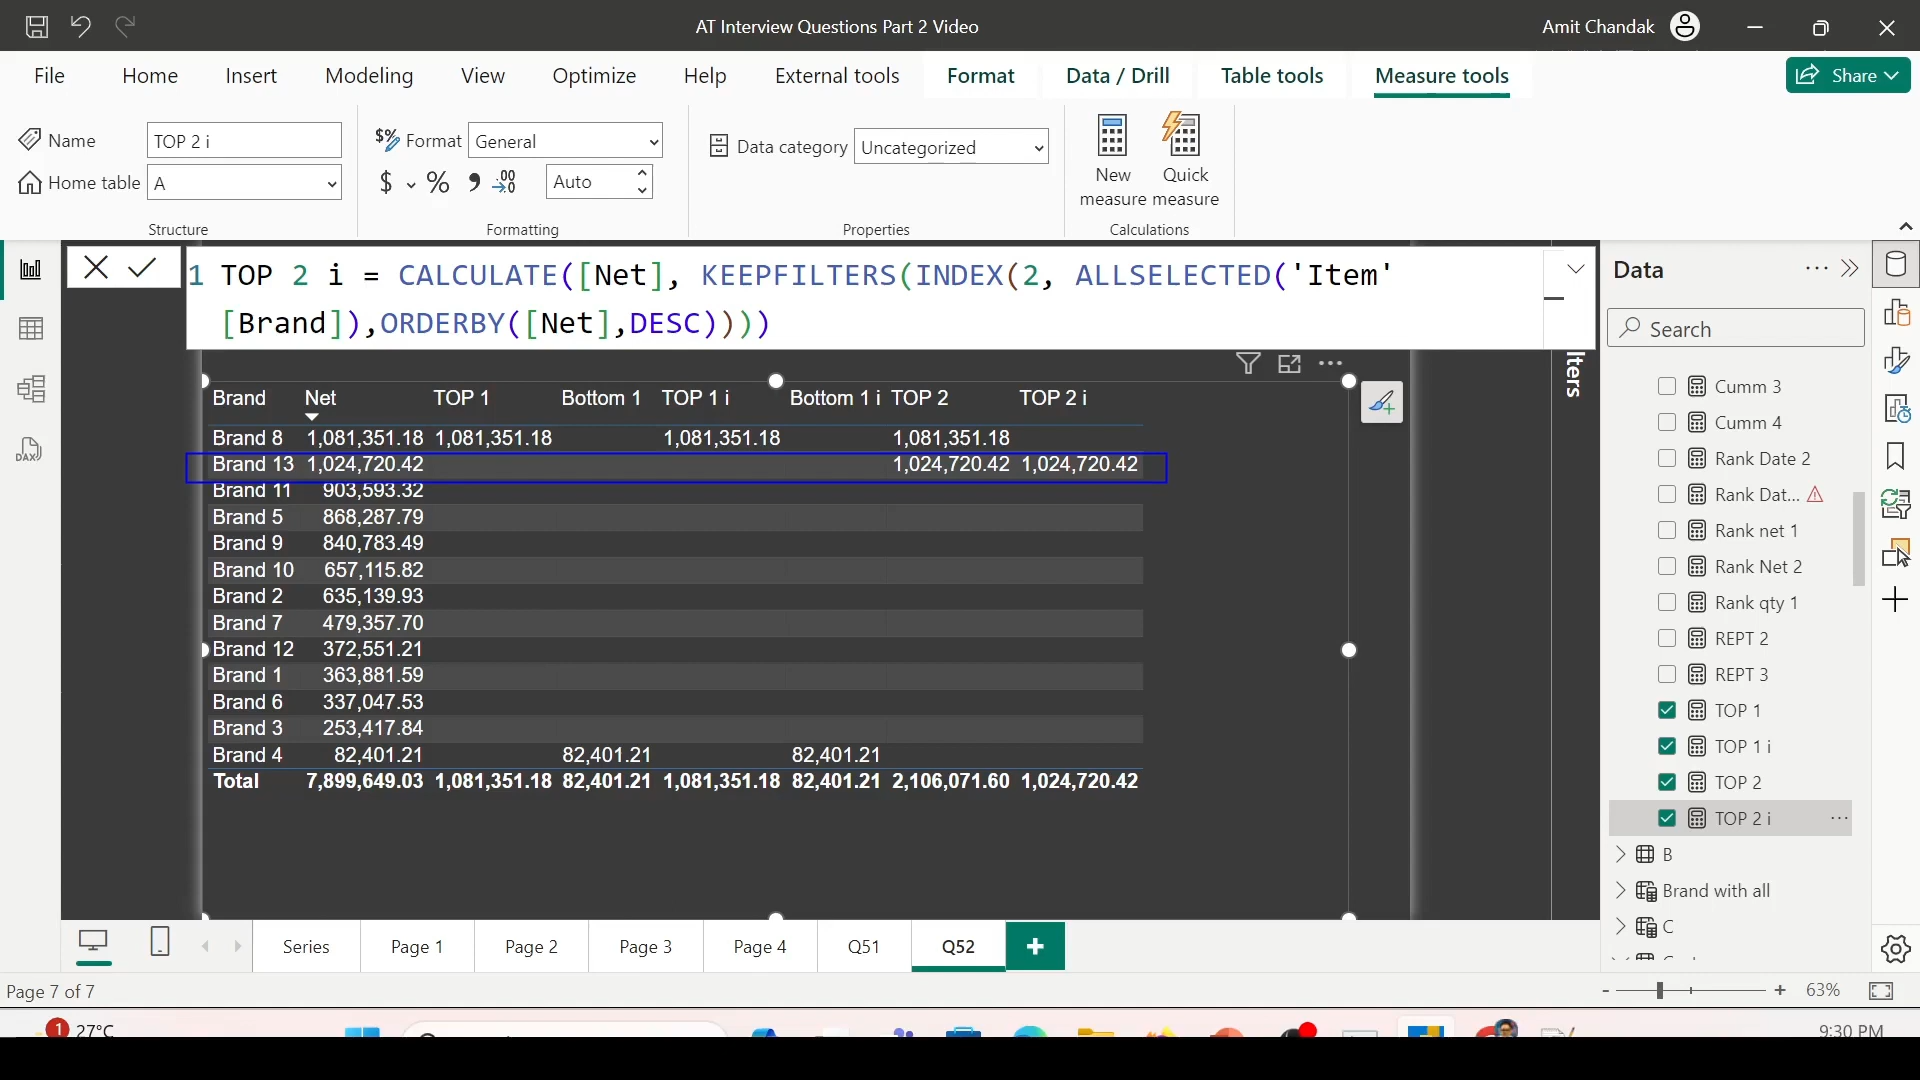 AT Interview Questions Part 2 Video
Amit Chandak
File Home Insert Modeling View Optimize Help External tools Format Data / Drill Table tools Measure tools
Share
Name TOP 2 i
Home table A
Structure
$% Format General
$ % Auto
Formatting
Data category Uncategorized
Properties
New measure
Quick measure
Calculations
1 TOP 2 i = CALCULATE([Net], KEEPFILTERS(INDEX(2, ALLSELECTED('Item'
[Brand]),ORDERBY([Net],DESC))))
Brand Net TOP 1 Bottom 1 TOP 1 i Bottom 1 i TOP 2 TOP 2 i
Brand 8 1,081,351.18 1,081,351.18 1,081,351.18 1,081,351.18
Brand 13 1,024,720.42 1,024,720.42 1,024,720.42
Brand 11 903,593.32
Brand 5 868,287.79
Brand 9 840,783.49
Brand 10 657,115.82
Brand 2 635,139.93
Brand 7 479,357.70
Brand 12 372,551.21
Brand 1 363,881.59
Brand 6 337,047.53
Brand 3 253,417.84
Brand 4 82,401.21 82,401.21 82,401.21
Total 7,899,649.03 1,081,351.18 82,401.21 1,081,351.18 82,401.21 2,106,071.60 1,024,720.42
lters
Data
Search
Cumm 3
Cumm 4
Rank Date 2
Rank Dat...
Rank net 1
Rank Net 2
Rank qty 1
REPT 2
REPT 3
TOP 1
TOP 1 i
TOP 2
TOP 2 i
B
Brand with all
C
DAX
Series Page 1 Page 2 Page 3 Page 4 Q51 Q52
Page 7 of 7
- + 63%
1 27°C
9:30 PM